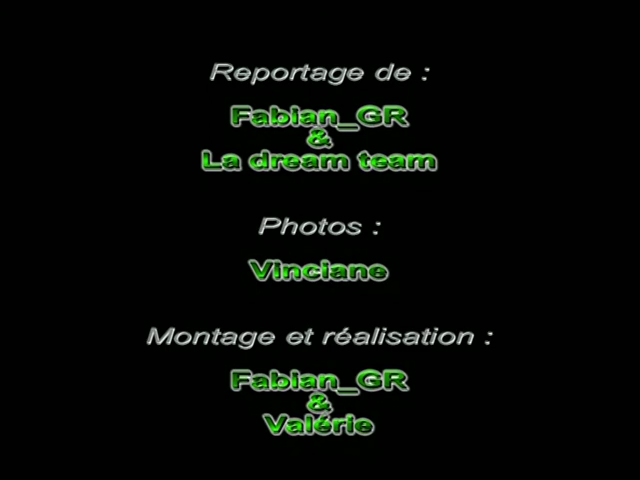 Reportage de :
Fabian_GR
&
La dream team
Photos :
Vinciane
Montage et réalisation :
Fabian_GR
&
Valérie